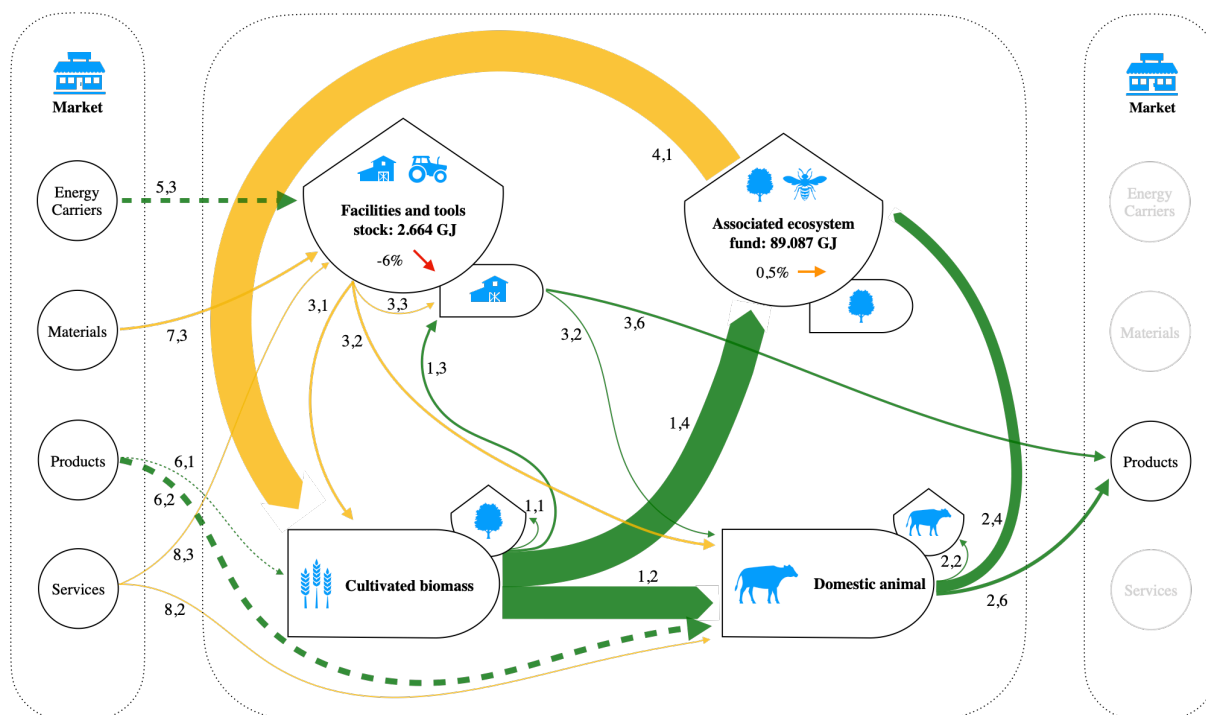 Market
Energy
Carriers
Materials
Products
Services
5,3
7,3
6,1
6,2
8,3
8,2
Facilities and tools
stock: 2.664 GJ
-6%
3,1
3,3
3,2
1,3
3,2
3,6
4,1
Associated ecosystem
fund: 89.087 GJ
0,5%
1,4
1,1
Cultivated biomass
1,2
Domestic animal
2,2
2,4
2,6
Market
Energy
Carriers
Materials
Products
Services